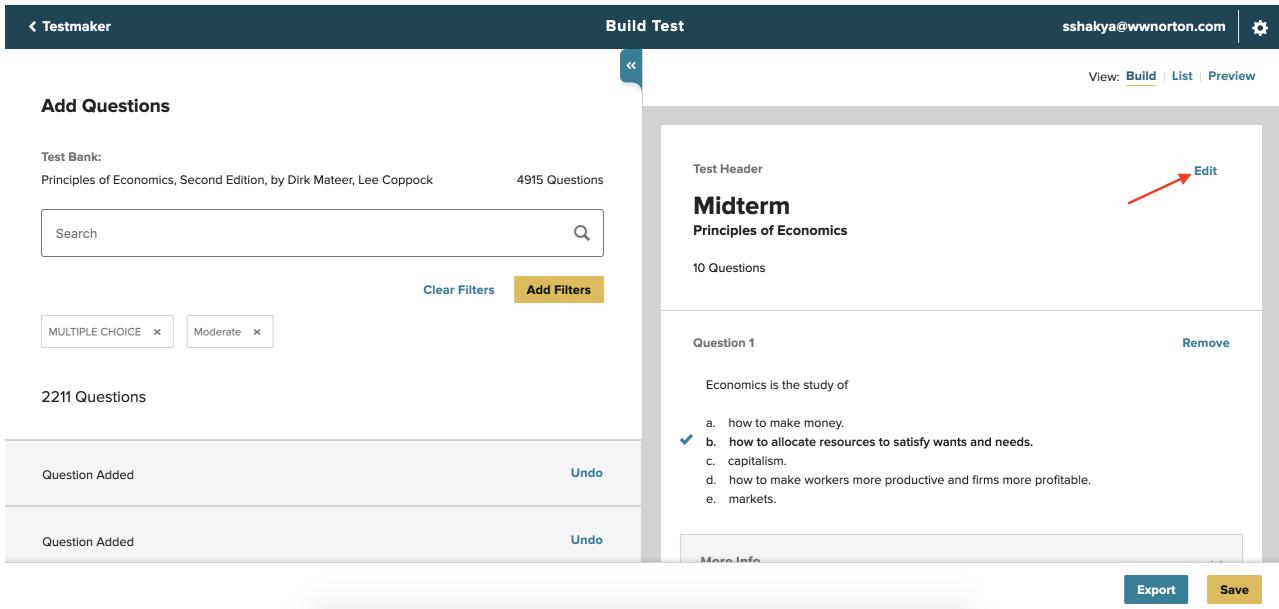 Testmaker
Build Test
sshakya@wwnorton.com
View: Build | List | Preview
Add Questions
Test Bank:
Principles of Economics, Second Edition, by Dirk Mateer, Lee Coppock
4915 Questions
Search
Clear Filters
Add Filters
MULTIPLE CHOICE ×
Moderate ×
2211 Questions
Question Added
Undo
Question Added
Undo
Test Header
Edit
Midterm
Principles of Economics
10 Questions
Question 1
Remove
Economics is the study of
a. how to make money.
b. how to allocate resources to satisfy wants and needs.
c. capitalism.
d. how to make workers more productive and firms more profitable.
e. markets.
More Info
Export
Save